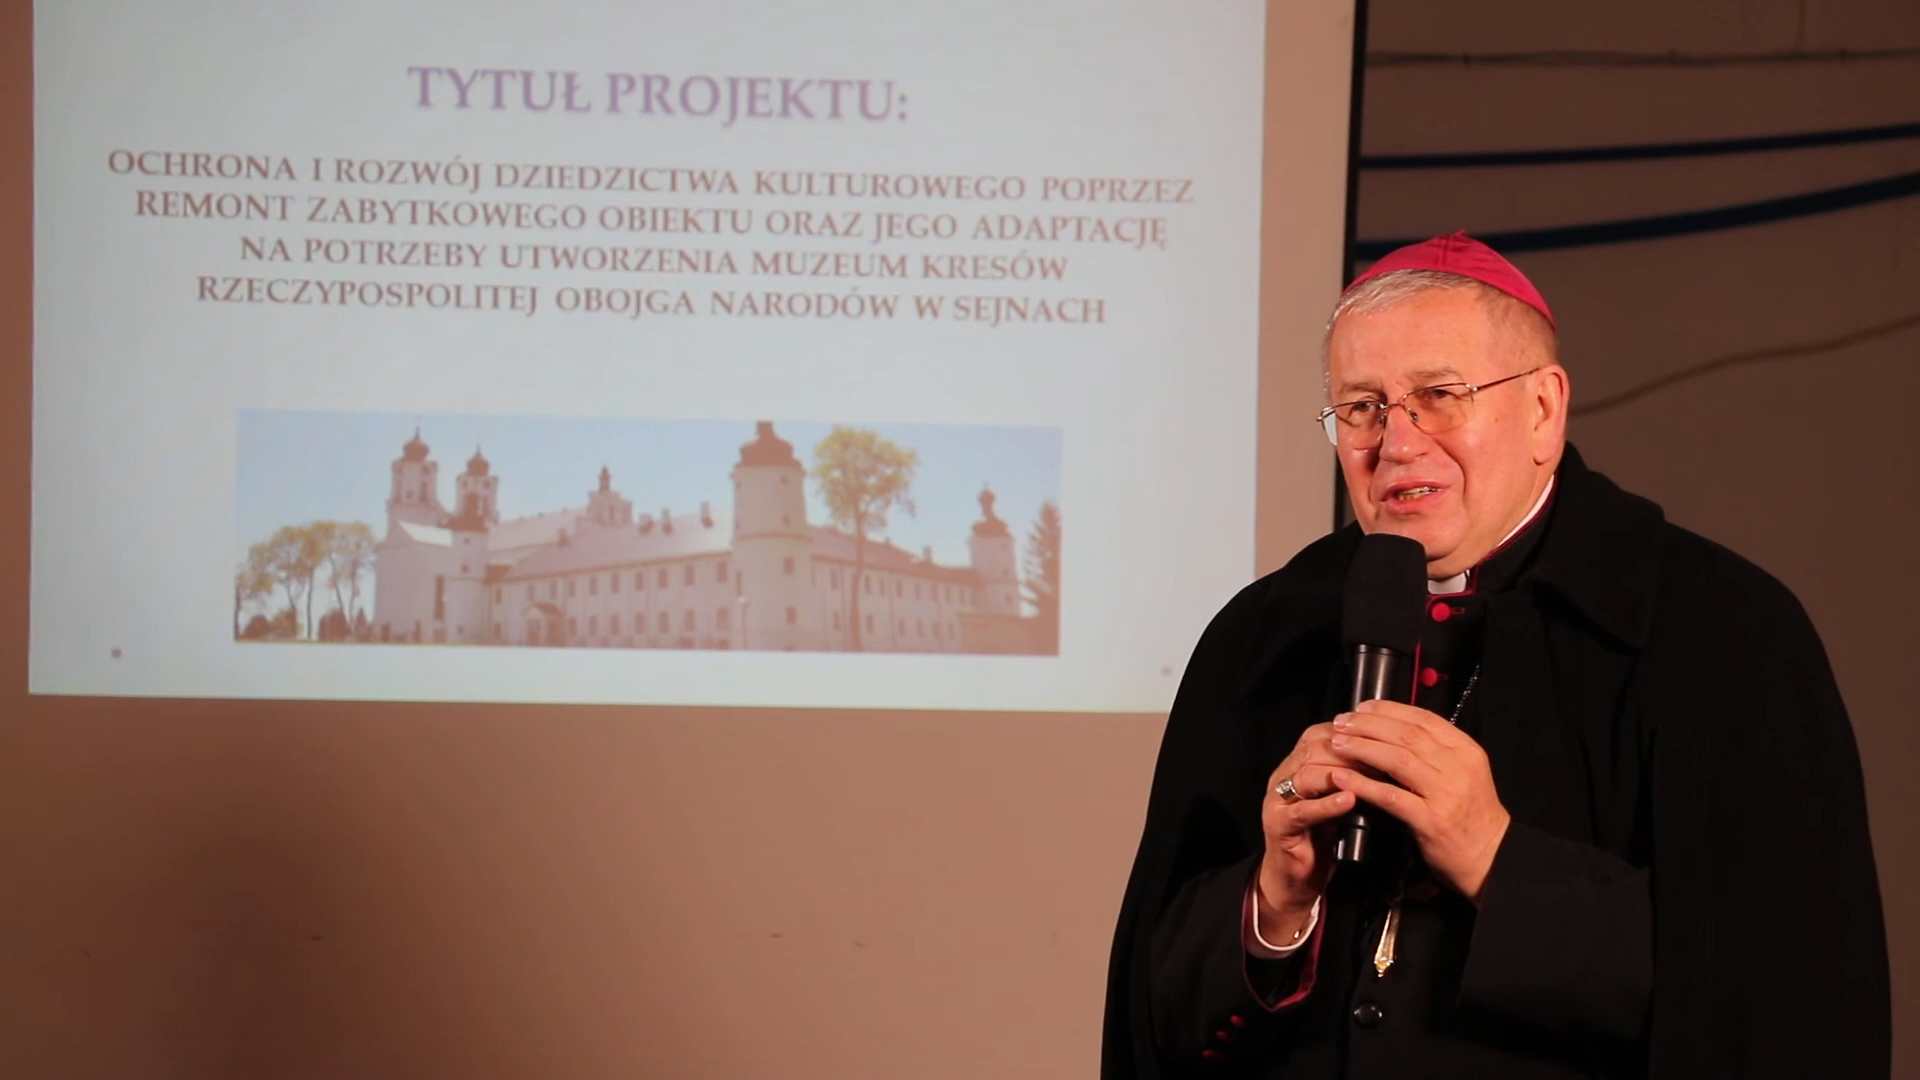 TYTUŁ PROJEKTU:
OCHRONA I ROZWÓJ DZIEDZICTWA KULTUROWEGO POPRZEZ
REMONT ZABYTKOWEGO OBIEKTU ORAZ JEGO ADAPTACJĘ
NA POTRZEBY UTWORZENIA MUZEUM KRESÓW
RZECZYPOSPOLITEJ OBOJGA NARODÓW W SEJNACH